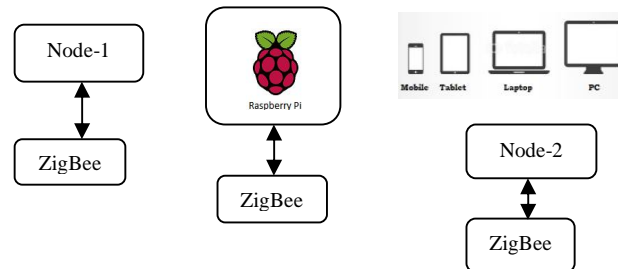 Node-1
Raspberry Pi
Mobile Tablet Laptop PC
ZigBee
Node-2
ZigBee
ZigBee